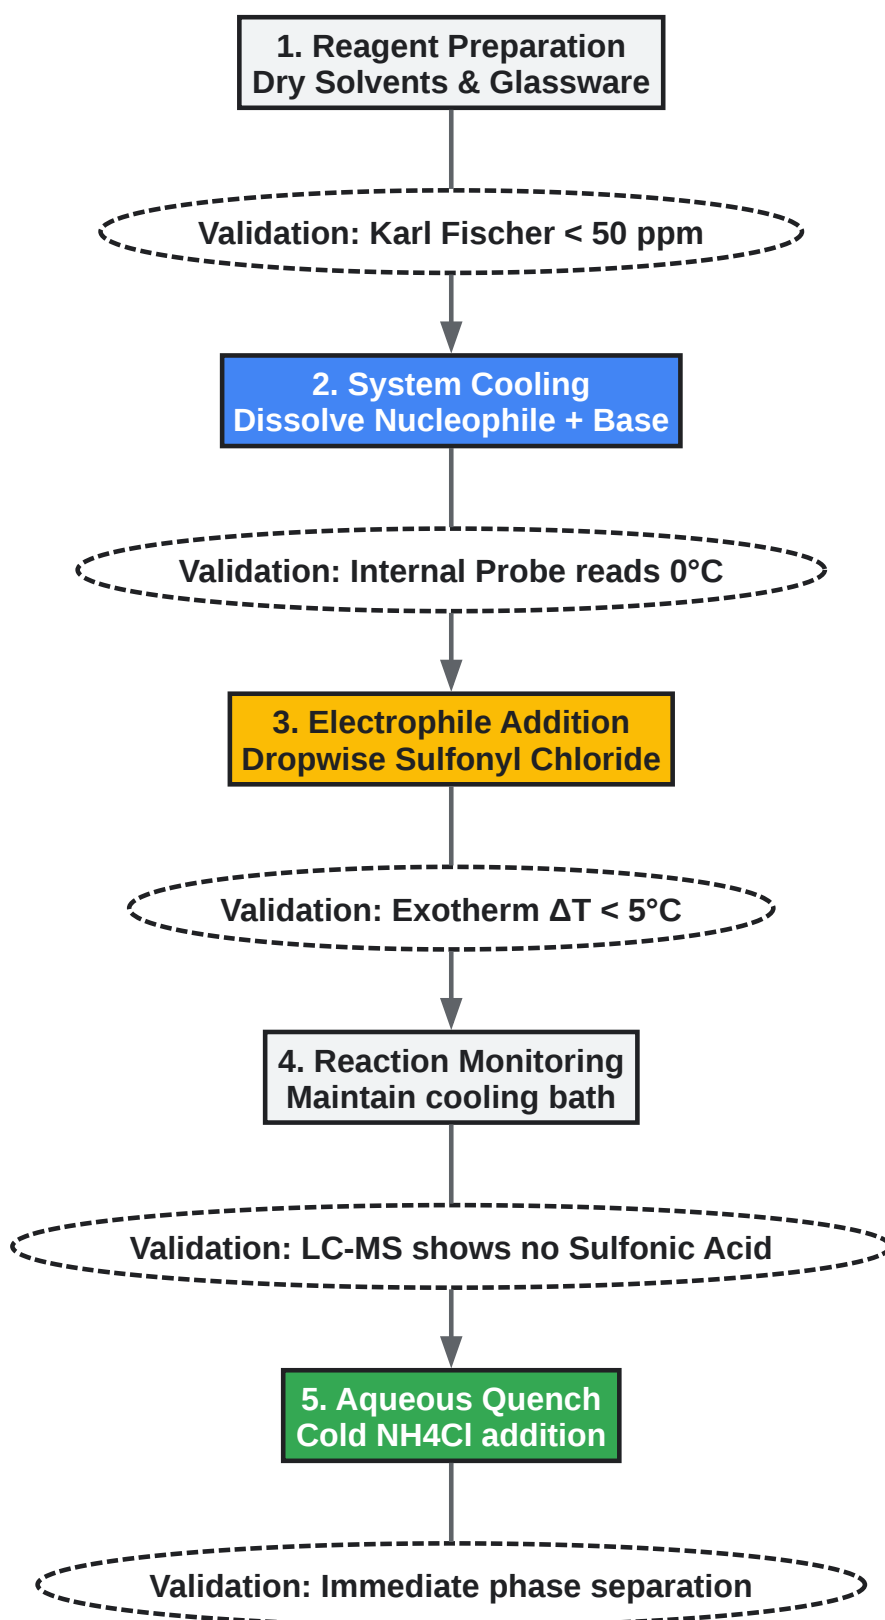 1. Reagent Preparation
Dry Solvents & Glassware
Validation: Karl Fischer < 50 ppm
2. System Cooling
Dissolve Nucleophile + Base
Validation: Internal Probe reads 0°C
3. Electrophile Addition
Dropwise Sulfonyl Chloride
Validation: Exotherm ΔT < 5°C
4. Reaction Monitoring
Maintain cooling bath
Validation: LC-MS shows no Sulfonic Acid
5. Aqueous Quench
Cold NH4Cl addition
Validation: Immediate phase separation